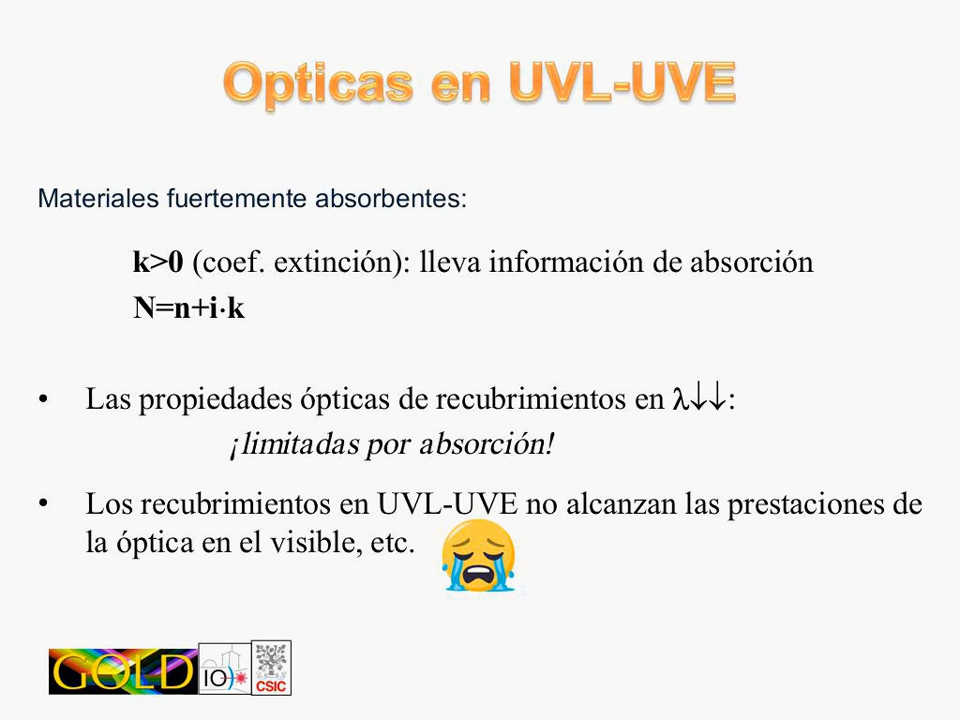 Opticas en UVL-UVE
Materiales fuertemente absorbentes:
k>0 (coef. extinción): lleva información de absorción
N=n+i·k
• Las propiedades ópticas de recubrimientos en λ↓↓:
¡limitadas por absorción!
• Los recubrimientos en UVL-UVE no alcanzan las prestaciones de
la óptica en el visible, etc.
GOLD IO CSIC